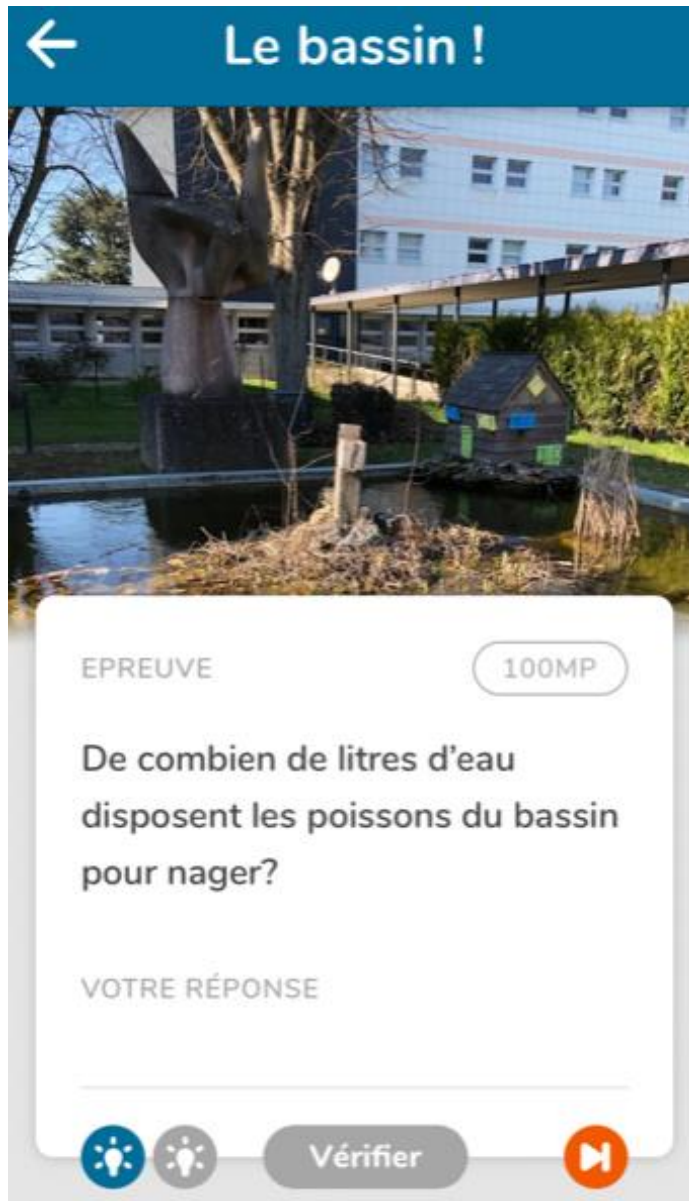 Le bassin !
EPREUVE
100MP
De combien de litres d’eau
disposent les poissons du bassin
pour nager?
VOTRE RÉPONSE
Vérifier